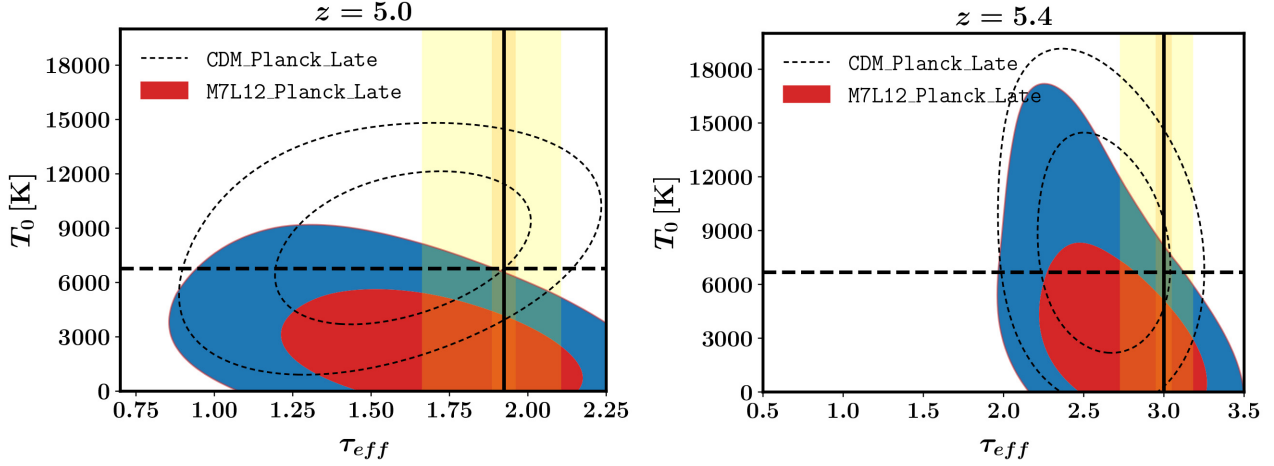 z = 5.0
T₀ [K]
18000
15000
12000
9000
6000
3000
0
CDM_Planck_Late
M7L12_Planck_Late
0.75 1.00 1.25 1.50 1.75 2.00 2.25
τeff
z = 5.4
T₀ [K]
18000
15000
12000
9000
6000
3000
0
CDM_Planck_Late
M7L12_Planck_Late
0.5 1.0 1.5 2.0 2.5 3.0 3.5
τeff